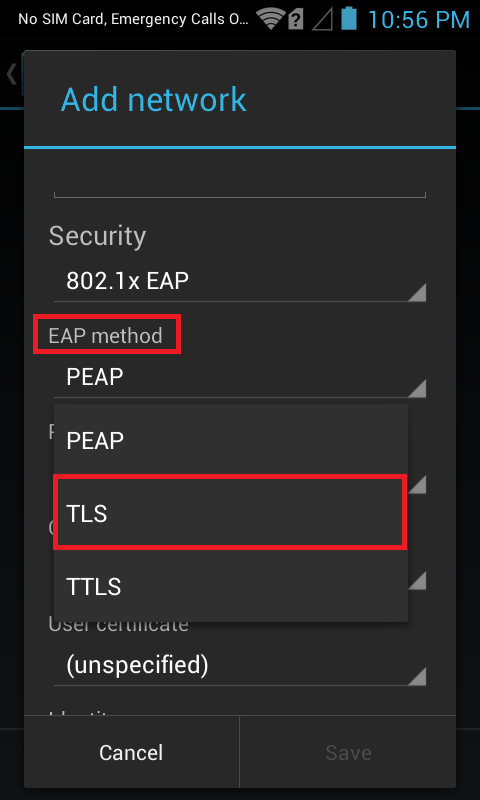 No SIM Card, Emergency Calls O... 10:56 PM
Add network
Security
802.1x EAP
EAP method
PEAP
PEAP
TLS
TTLS
User certificate
(unspecified)
Identity
Cancel Save